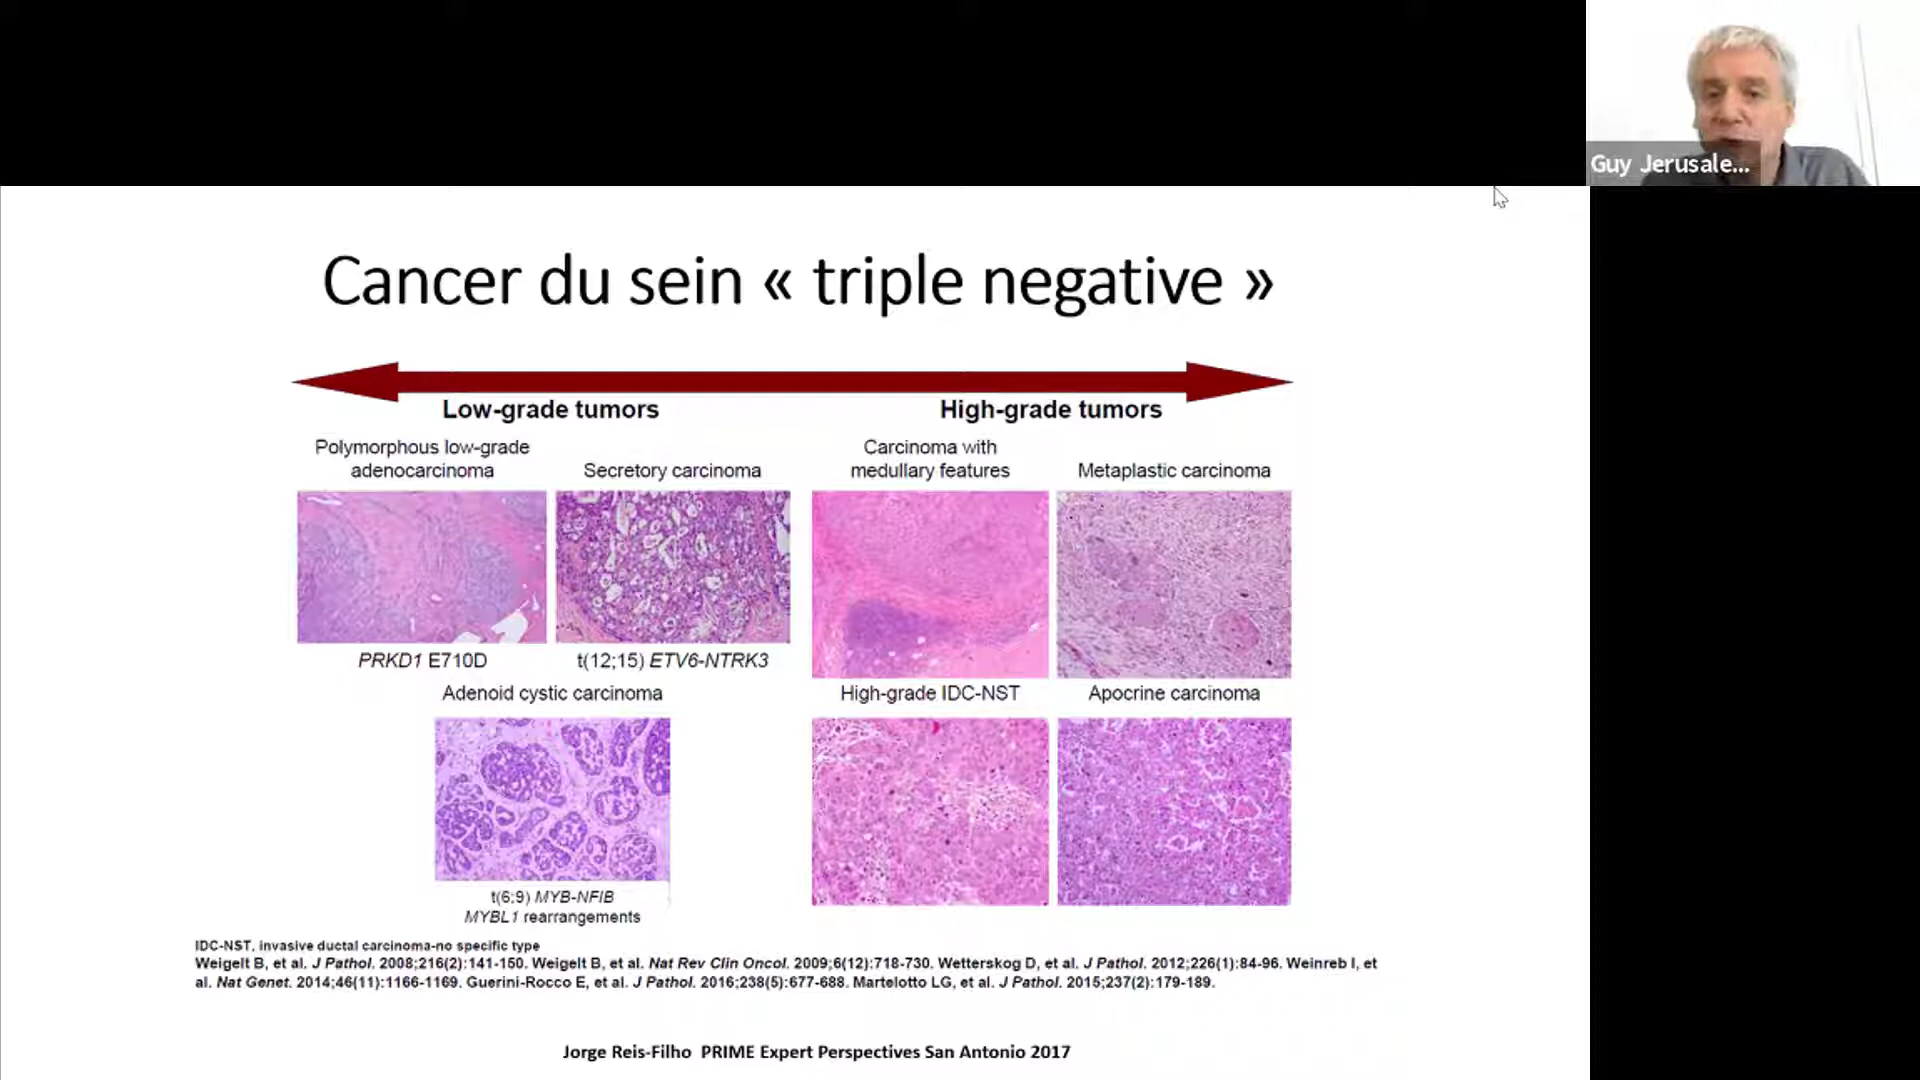 Guy Jerusale...
Cancer du sein « triple negative »
Low-grade tumors
High-grade tumors
Polymorphous low-grade
adenocarcinoma
Secretory carcinoma
Carcinoma with
medullary features
Metaplastic carcinoma
PRKD1 E710D
t(12;15) ETV6-NTRK3
Adenoid cystic carcinoma
High-grade IDC-NST
Apocrine carcinoma
t(6;9) MYB-NFIB
MYBL1 rearrangements
IDC-NST, invasive ductal carcinoma-no specific type
Weigelt B, et al. J Pathol. 2008;216(2):141-150. Weigelt B, et al. Nat Rev Clin Oncol. 2009;6(12):718-730. Wetterskog D, et al. J Pathol. 2012;226(1):84-96. Weinreb I, et
al. Nat Genet. 2014;46(11):1166-1169. Guerini-Rocco E, et al. J Pathol. 2016;238(5):677-688. Martelotto LG, et al. J Pathol. 2015;237(2):179-189.
Jorge Reis-Filho PRIME Expert Perspectives San Antonio 2017